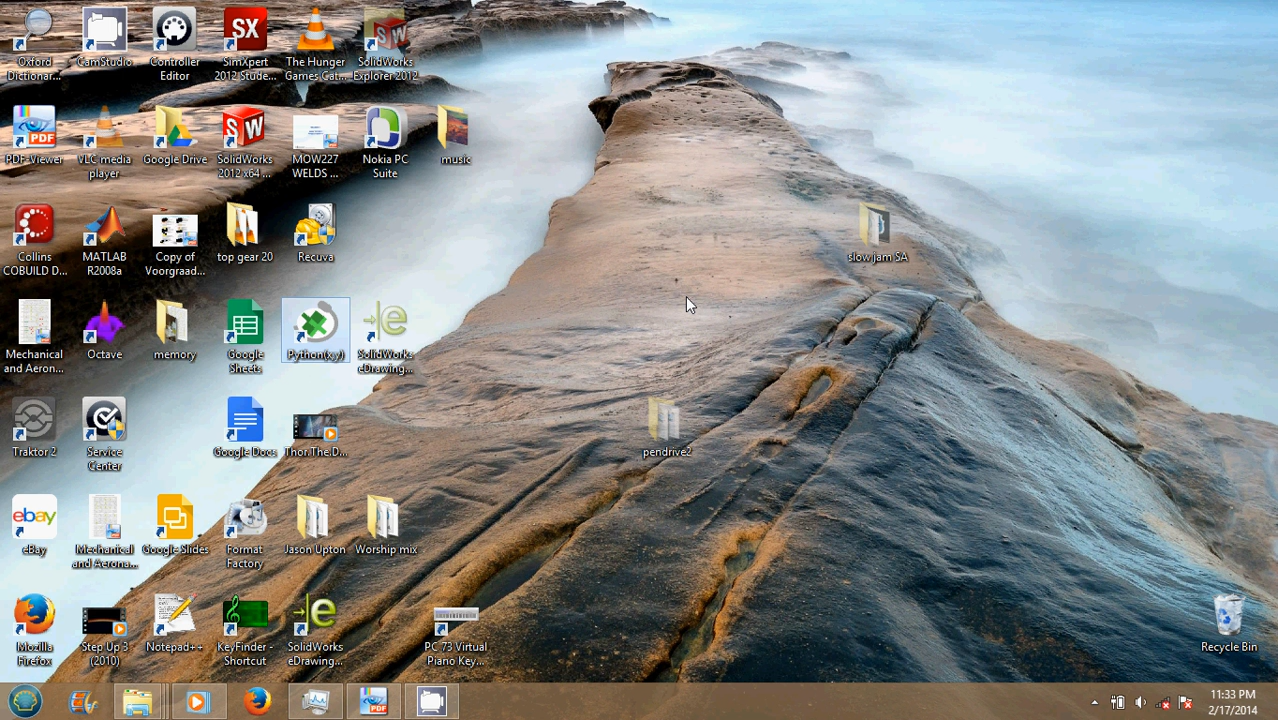 Oxford
Dictionar...
CamStudio
Controller
Editor
SX
SimXpert
2012 Stude...
The Hunger
Games Cat...
SolidWorks
Explorer 2012
PDF
PDF-Viewer
VLC media
player
Google Drive
SW
SolidWorks
2012 x64 ...
MOW227
WELDS ...
Nokia PC
Suite
music
Collins
COBUILD D...
MATLAB
R2008a
Copy of
Voorgraad...
top gear 20
Recuva
slow jam SA
Mechanical
and Aeron...
Octave
memory
Google
Sheets
Python(x,y)
e
SolidWorks
eDrawing...
Traktor 2
Service
Center
Google Docs
Thor.The.D...
pendrive2
ebay
eBay
Mechanical
and Aerona...
Google Slides
Format
Factory
Jason Upton
Worship mix
Mozilla
Firefox
Step Up 3
(2010)
Notepad++
KeyFinder -
Shortcut
e
SolidWorks
eDrawing...
PC 73 Virtual
Piano Key...
Recycle Bin
PDF
11:33 PM
2/17/2014